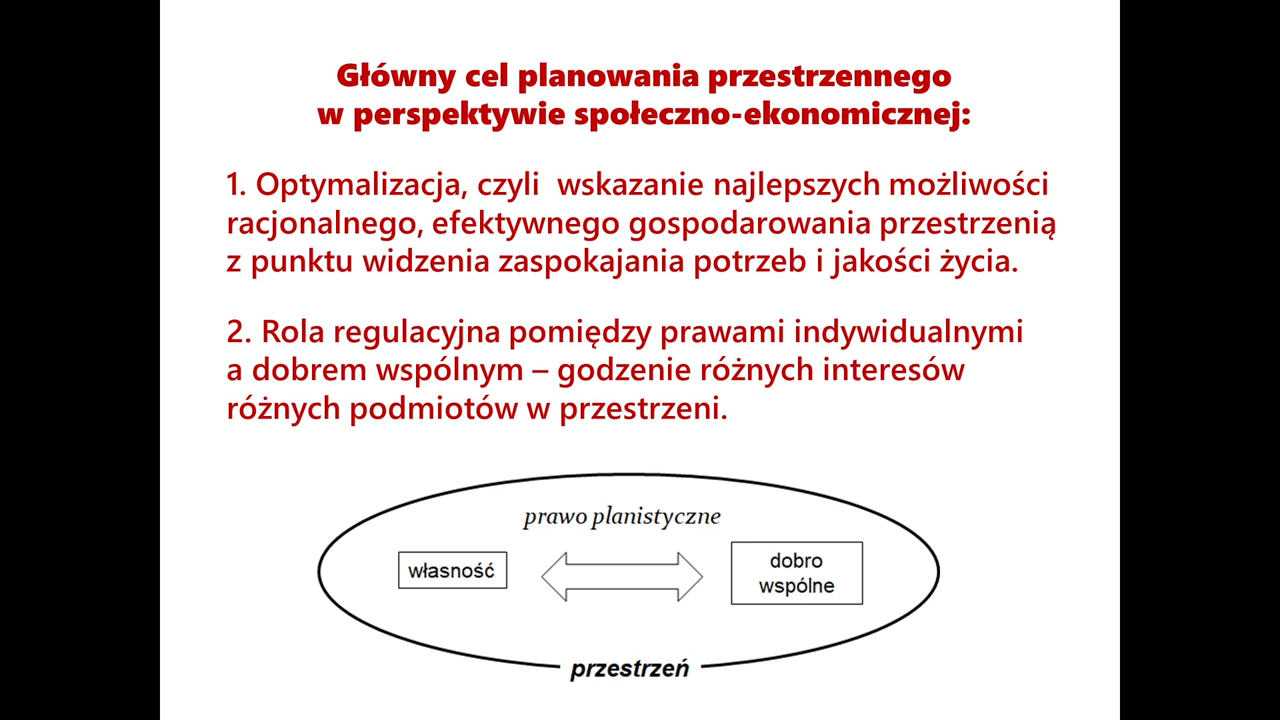 Główny cel planowania przestrzennego
w perspektywie społeczno-ekonomicznej:
1. Optymalizacja, czyli  wskazanie najlepszych możliwości
racjonalnego, efektywnego gospodarowania przestrzenią
z punktu widzenia zaspokajania potrzeb i jakości życia.
2. Rola regulacyjna pomiędzy prawami indywidualnymi
a dobrem wspólnym – godzenie różnych interesów
różnych podmiotów w przestrzeni.
prawo planistyczne
własność
dobro
wspólne
przestrzeń